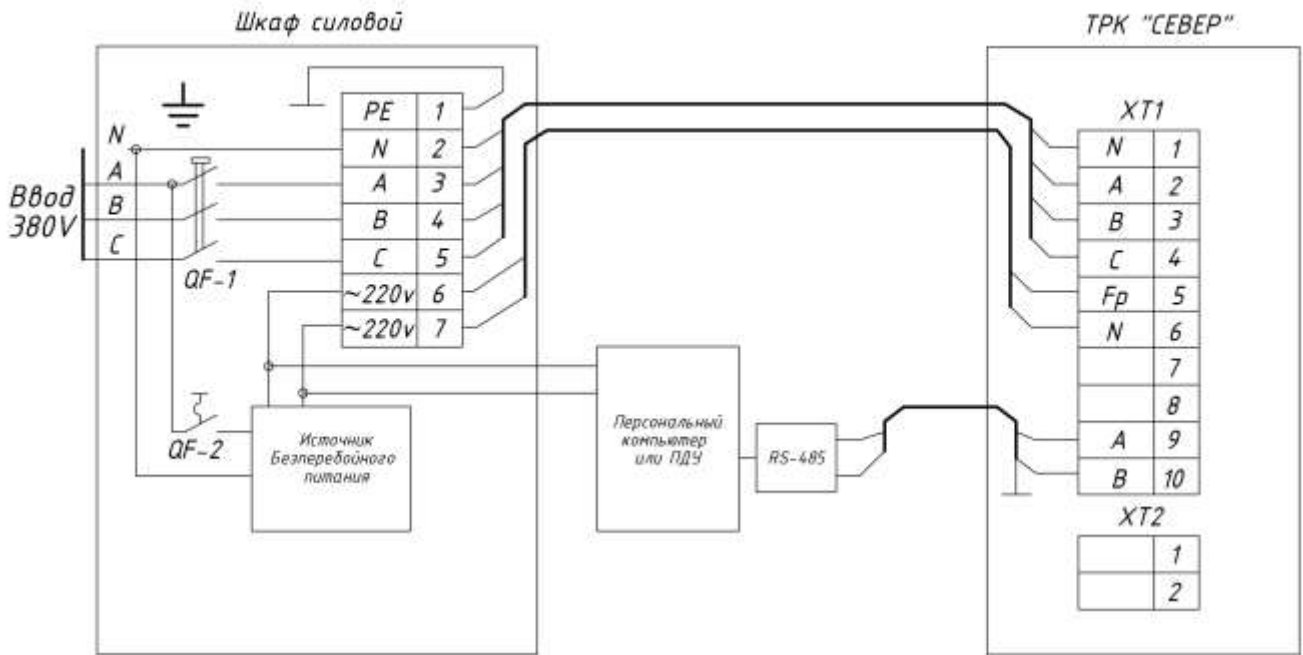 Шкаф силовой
ТРК "СЕВЕР"
Ввод
380V
N
A
B
C
QF-1
QF-2
PE 1
N 2
A 3
B 4
C 5
~220v 6
~220v 7
Источник
Безперебойного
питания
Персональный
компьютер
или ПДУ
RS-485
XT1
N 1
A 2
B 3
C 4
Fp 5
N 6
7
8
A 9
B 10
XT2
1
2